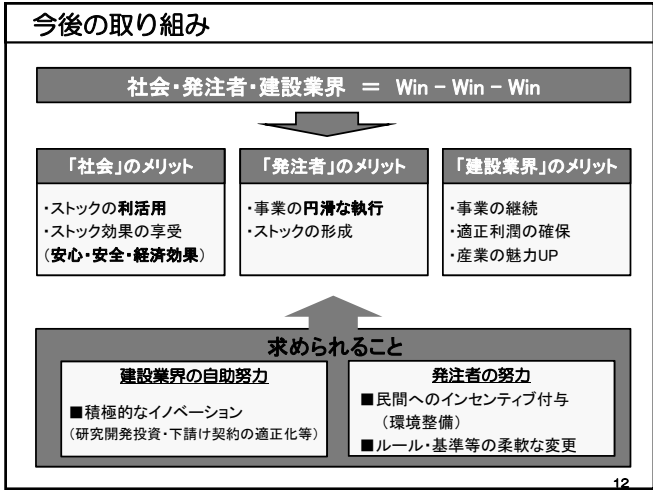 今後の取り組み
社会・発注者・建設業界 ＝ Win－Win－Win
「社会」のメリット
・ストックの利活用
・ストック効果の享受
（安心・安全・経済効果）
「発注者」のメリット
・事業の円滑な執行
・ストックの形成
「建設業界」のメリット
・事業の継続
・適正利潤の確保
・産業の魅力UP
求められること
建設業界の自助努力
■積極的なイノベーション
（研究開発投資・下請け契約の適正化等）
発注者の努力
■民間へのインセンティブ付与
（環境整備）
■ルール・基準等の柔軟な変更
12